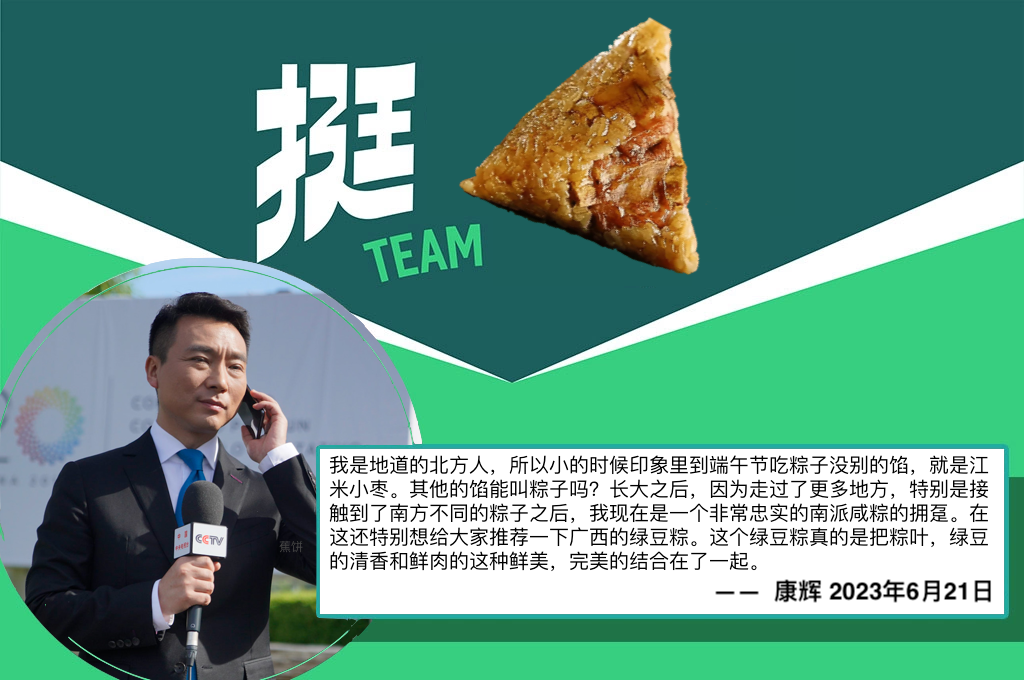 挺
TEAM
CCTV
蕉饼
我是地道的北方人，所以小的时候印象里到端午节吃粽子没别的馅，就是江
米小枣。其他的馅能叫粽子吗？长大之后，因为走过了更多地方，特别是接
触到了南方不同的粽子之后，我现在是一个非常忠实的南派咸粽的拥趸。在
这还特别想给大家推荐一下广西的绿豆粽。这个绿豆粽真的是把粽叶，绿豆
的清香和鲜肉的这种鲜美，完美的结合在了一起。
—— 康辉 2023年6月21日